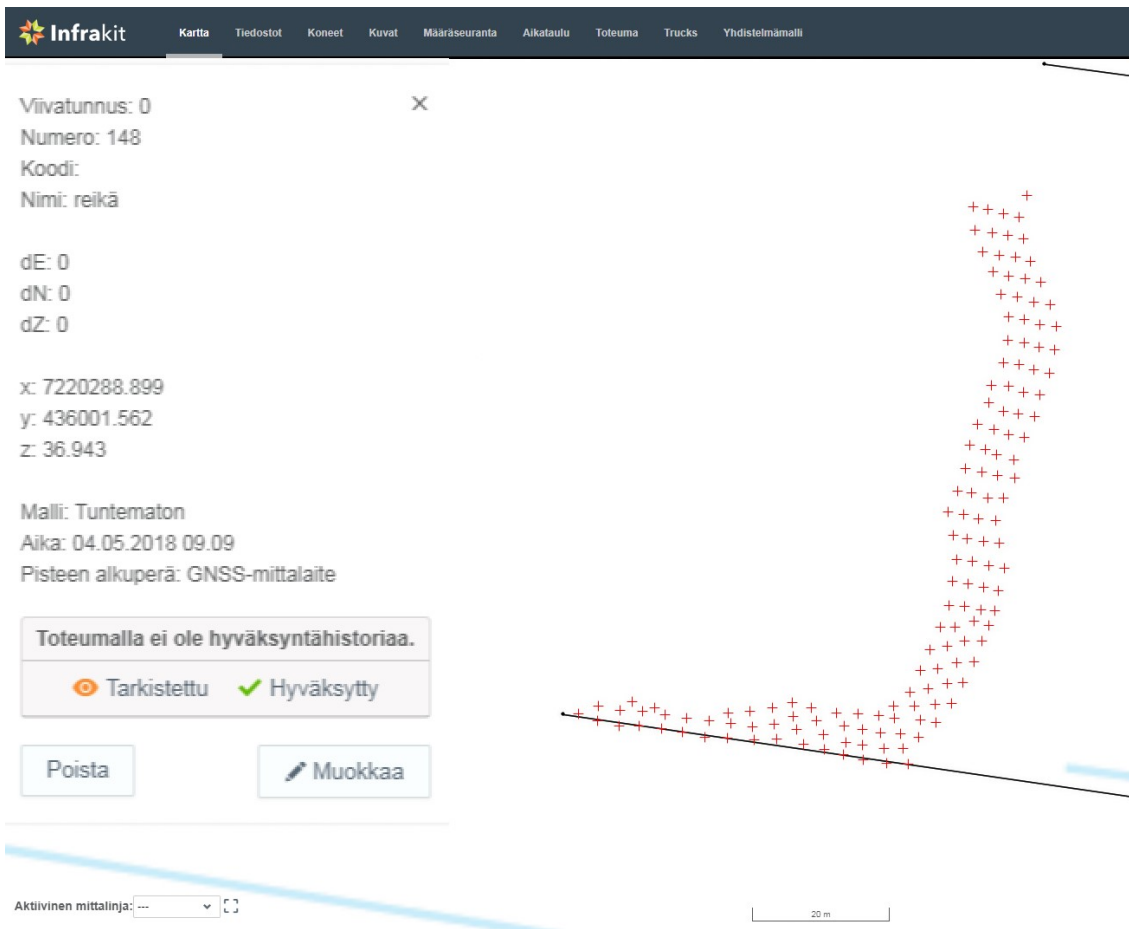 Infrakit
Kartta Tiedostot Koneet Kuvat Määräseuranta Aikataulu Toteuma Trucks Yhdistelmämalli
Viivatunnus: 0
Numero: 148
Koodi:
Nimi: reikä
dE: 0
dN: 0
dZ: 0
x: 7220288.899
y: 436001.562
z: 36.943
Malli: Tuntematon
Aika: 04.05.2018 09.09
Pisteen alkuperä: GNSS-mittalaite
Toteumalla ei ole hyväksyntähistoriaa.
Tarkistettu Hyväksytty
Poista Muokkaa
Aktiivinen mittalinja: ---
20 m